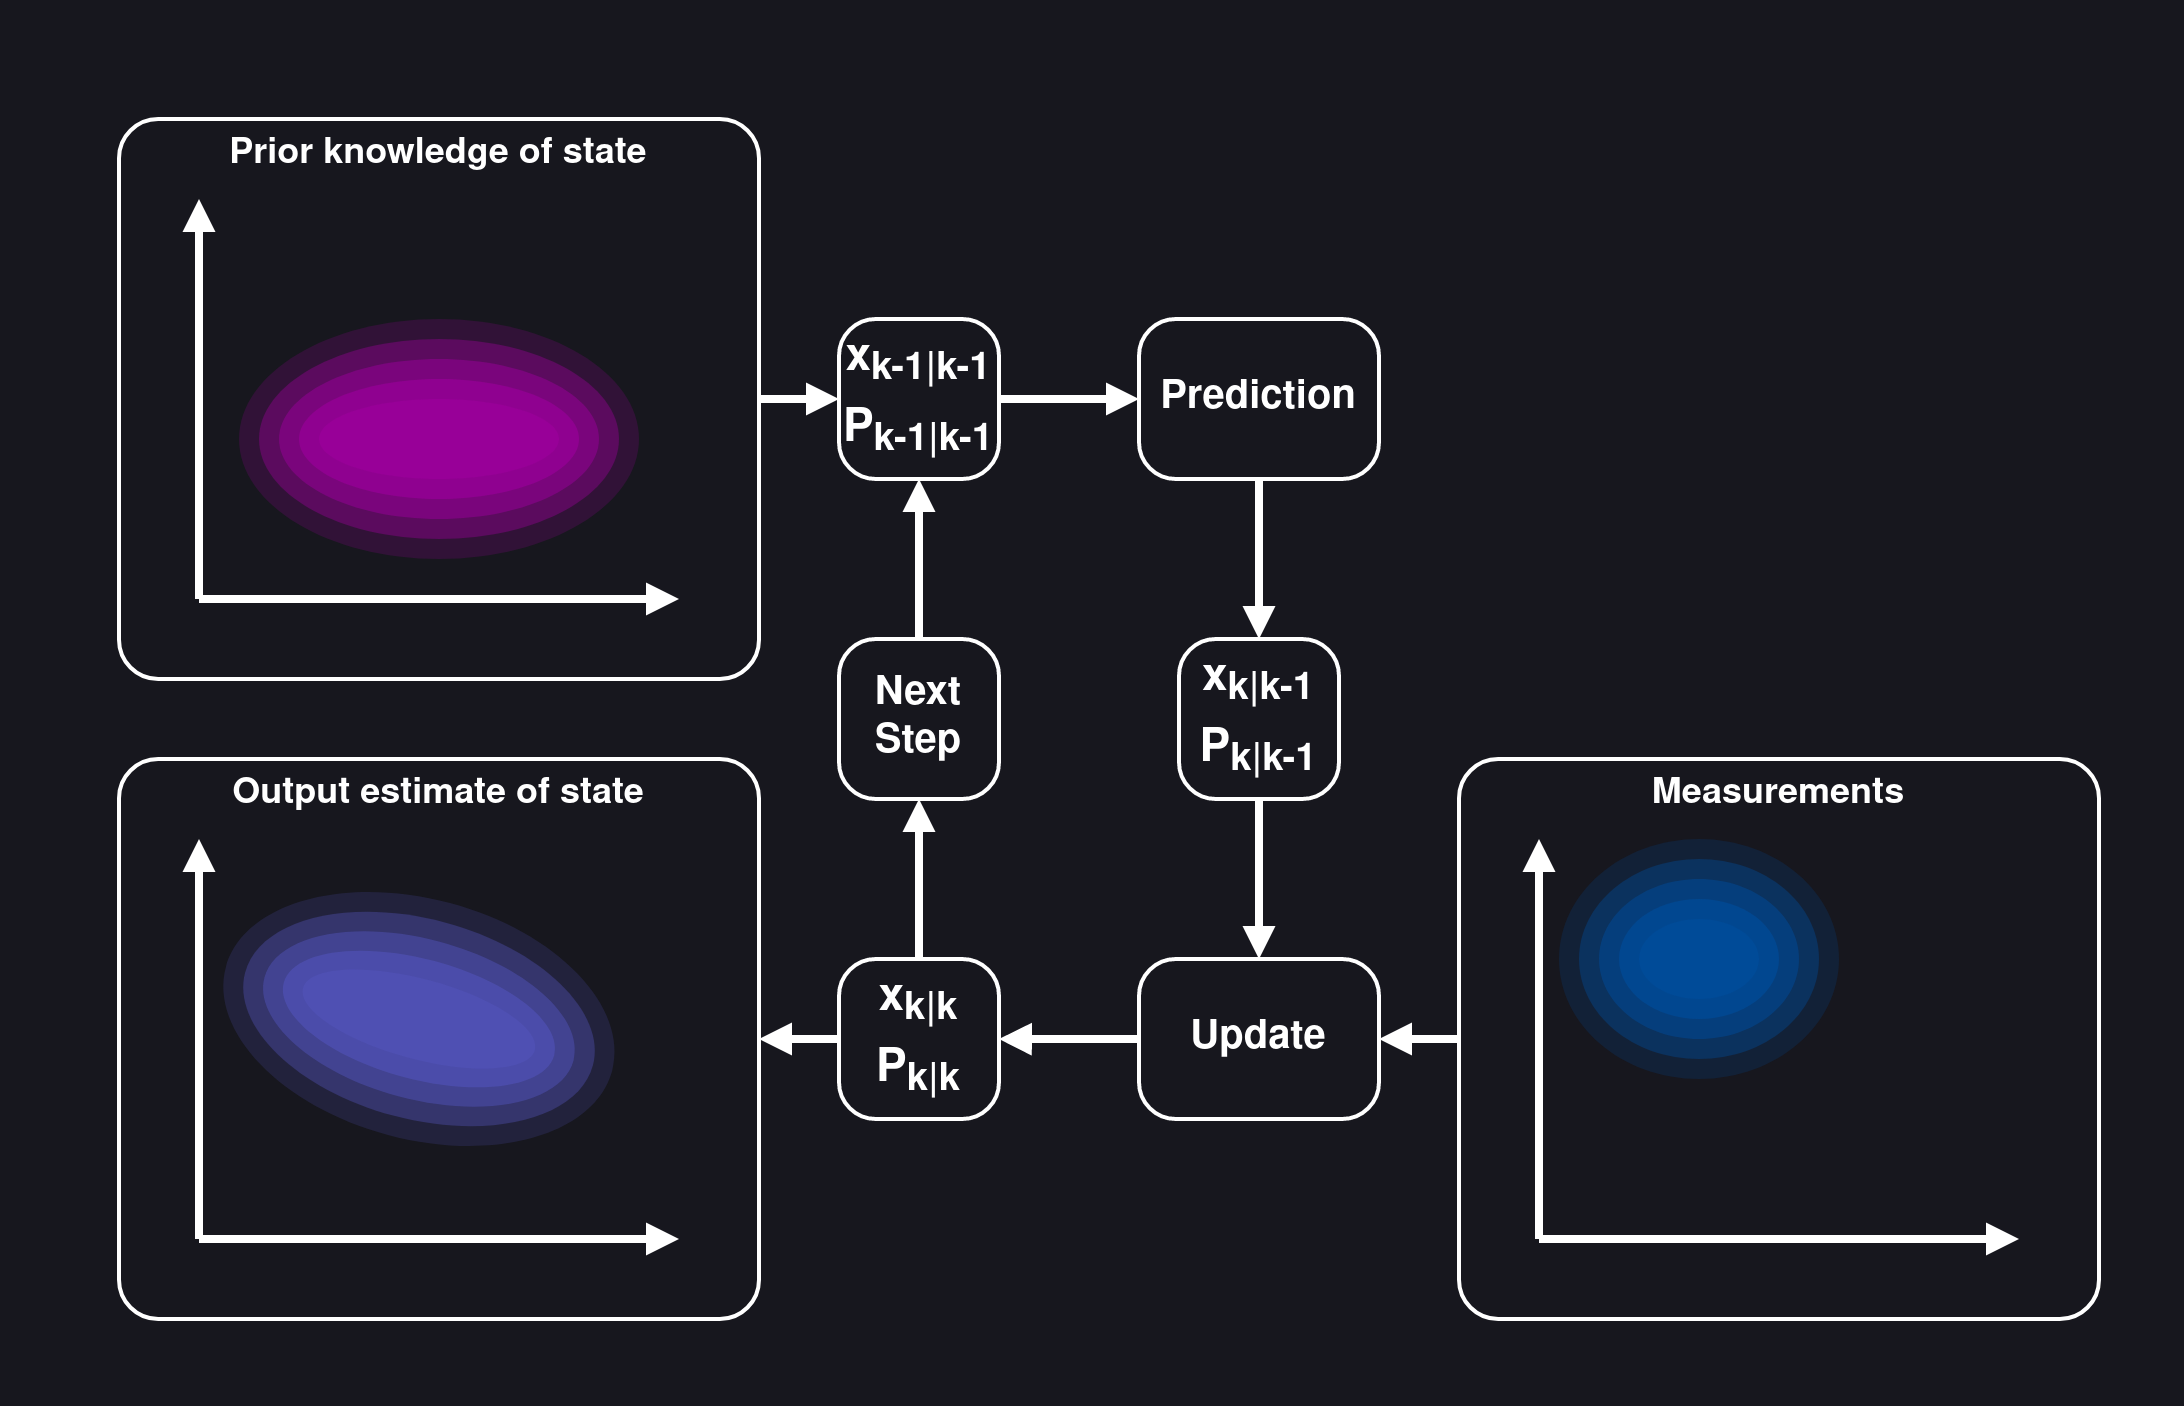 Prior knowledge of state
x_{k-1|k-1}
P_{k-1|k-1}
Prediction
Next
Step
x_{k|k-1}
P_{k|k-1}
Output estimate of state
x_{k|k}
P_{k|k}
Update
Measurements